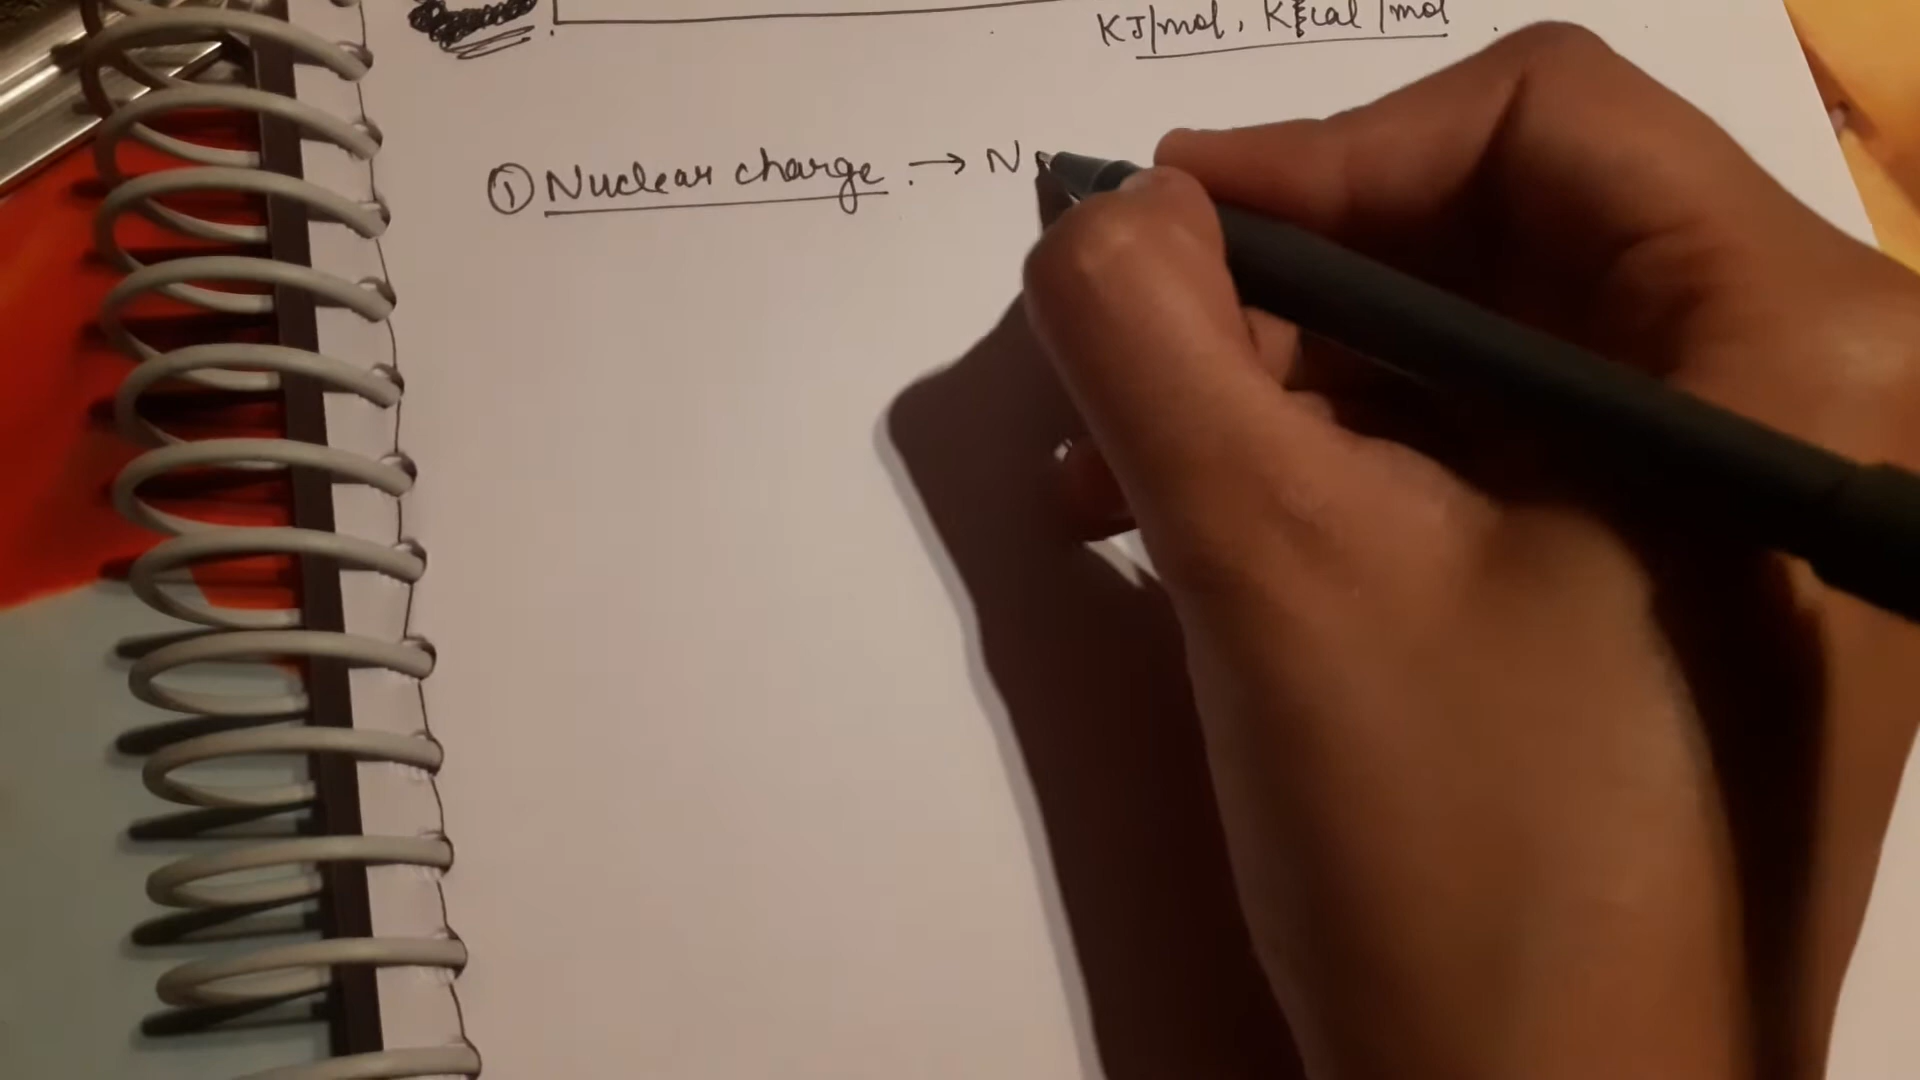 KJ/mol, Kcal/mol
① Nuclear charge. → N